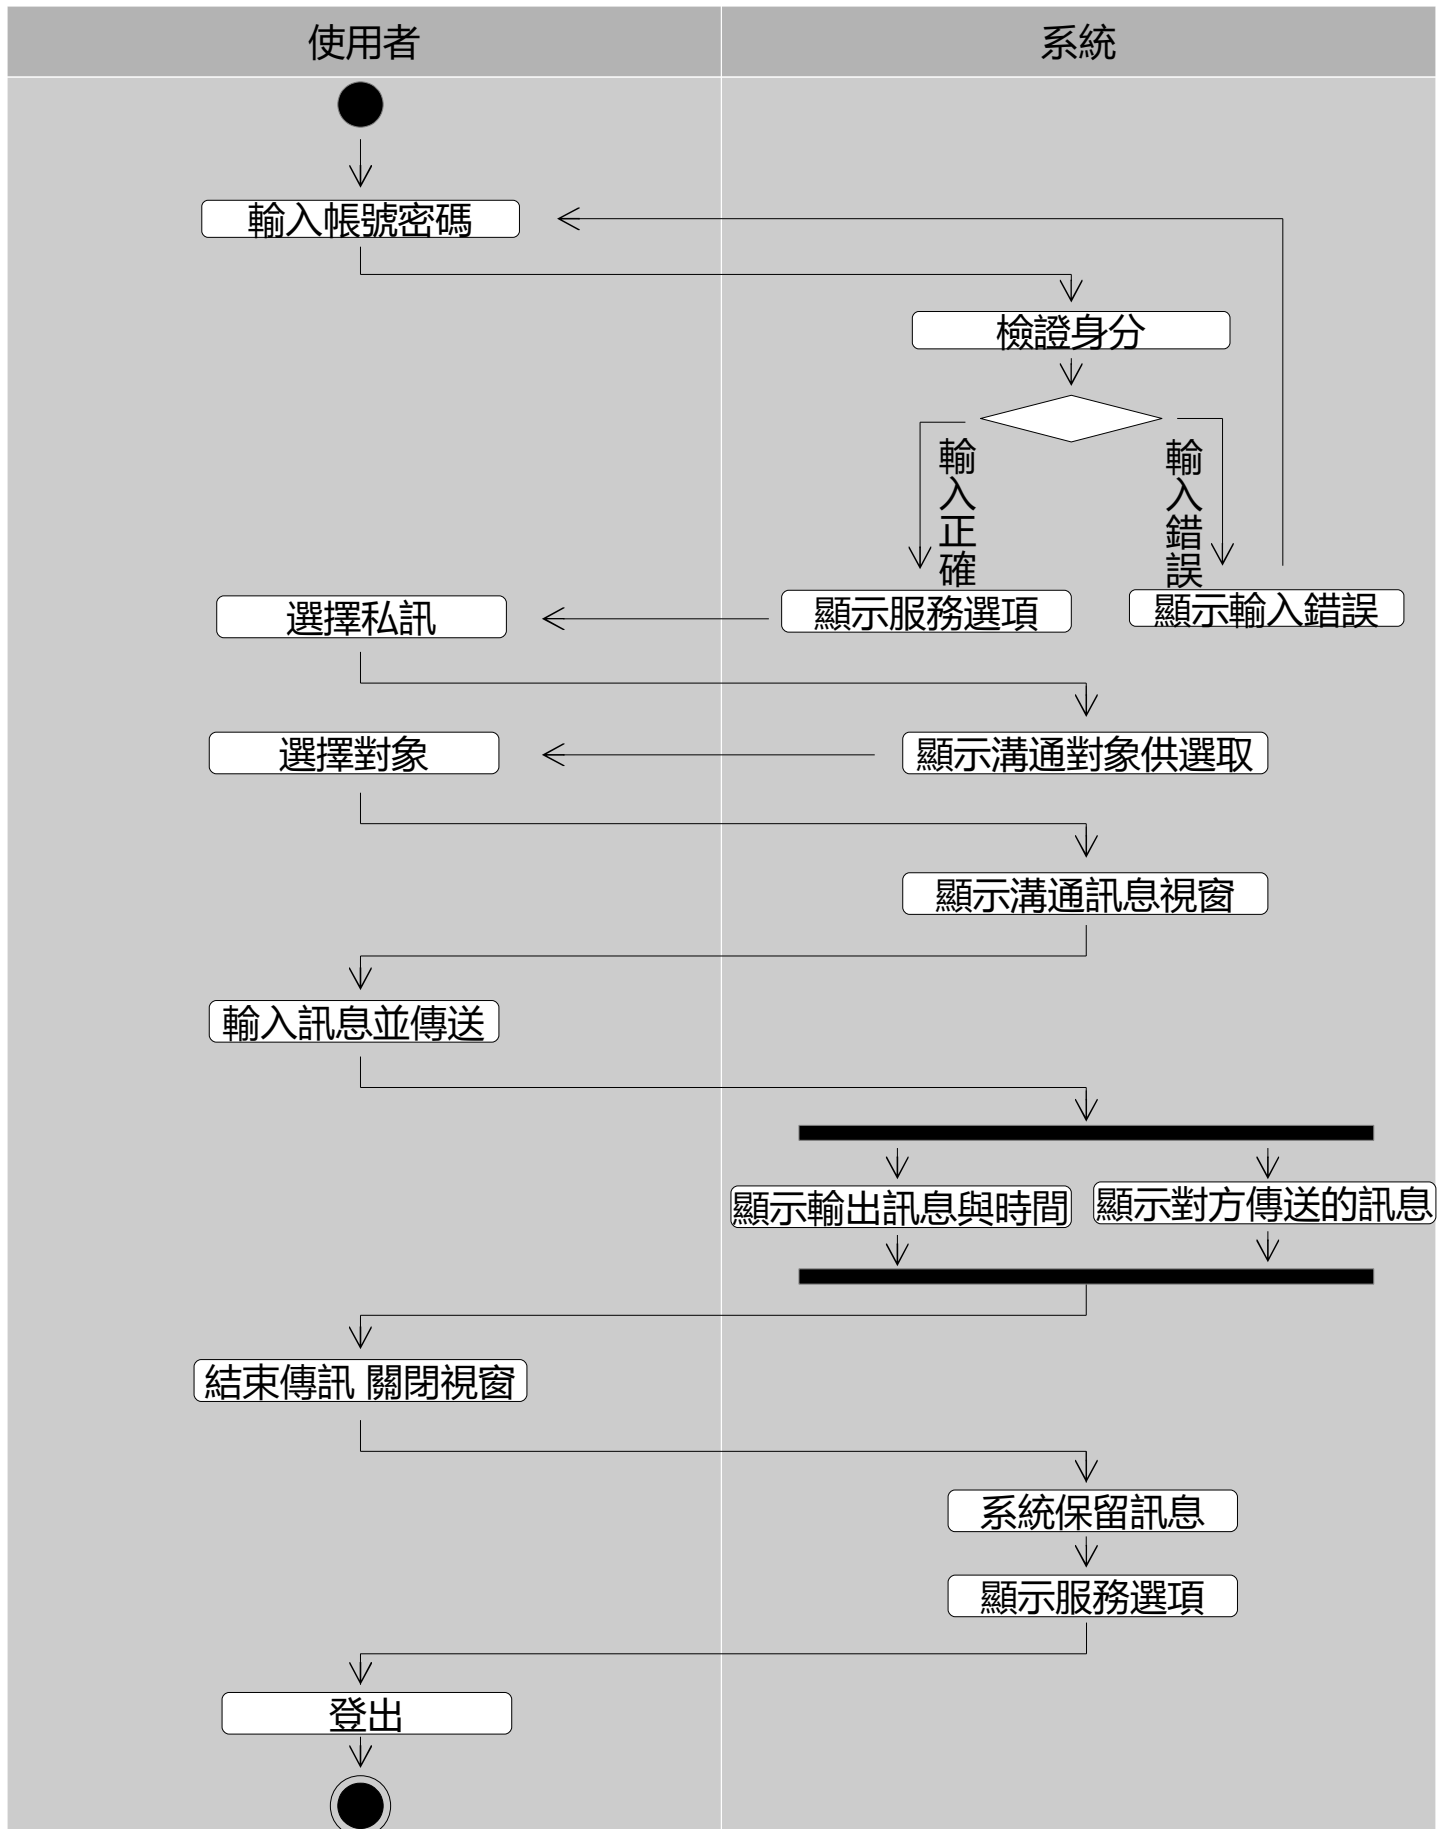 使用者
系統
輸入帳號密碼
檢證身分
輸入正確
輸入錯誤
選擇私訊
顯示服務選項
顯示輸入錯誤
選擇對象
顯示溝通對象供選取
顯示溝通訊息視窗
輸入訊息並傳送
顯示輸出訊息與時間
顯示對方傳送的訊息
結束傳訊 關閉視窗
系統保留訊息
顯示服務選項
登出